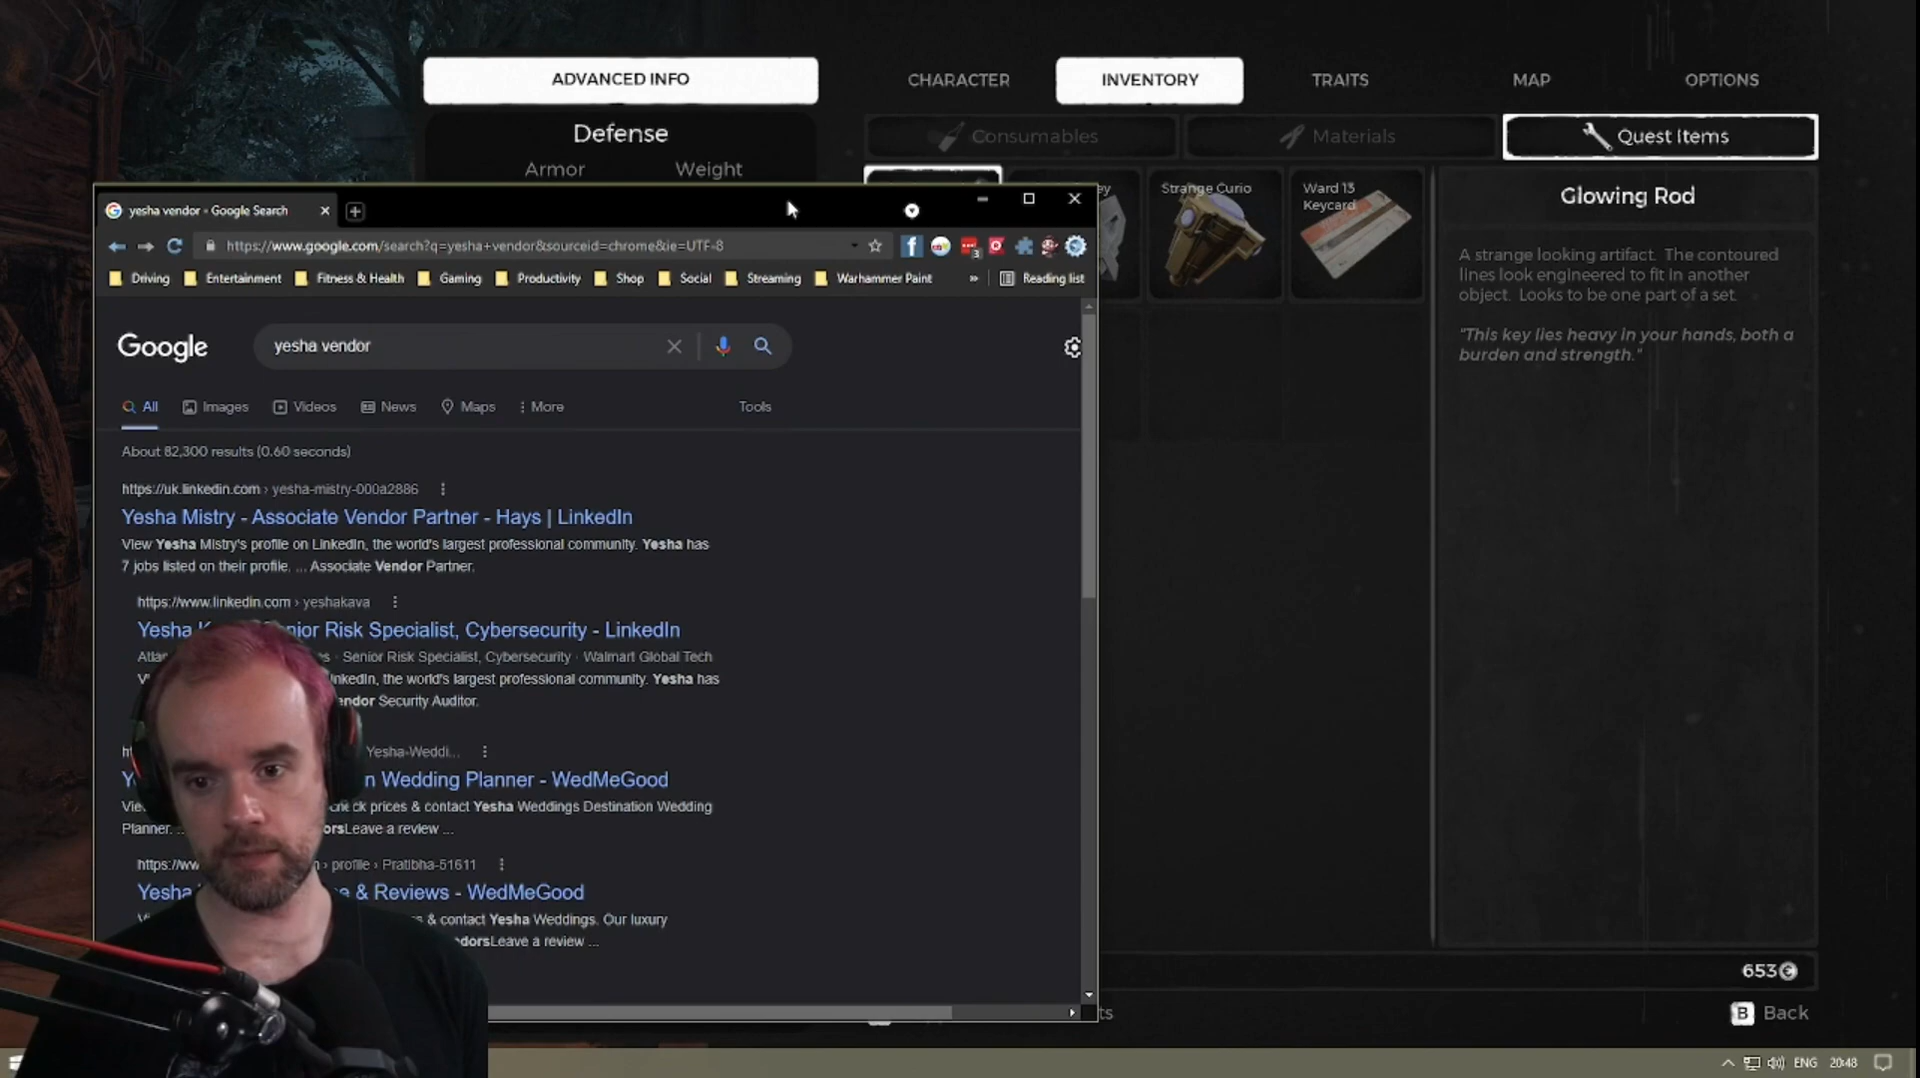 ADVANCED INFO
CHARACTER
INVENTORY
TRAITS
MAP
OPTIONS
Defense
Armor
Weight
Consumables
Materials
Quest Items
Strange Curio
Ward 13
Keycard
Glowing Rod
A strange looking artifact. The contoured
lines look engineered to fit in another
object. Looks to be one part of a set.
"This key lies heavy in your hands, both a
burden and strength."
yesha vendor - Google Search
https://www.google.com/search?q=yesha+vendor&sourceid=chrome&ie=UTF-8
3
Driving
Entertainment
Fitness & Health
Gaming
Productivity
Shop
Social
Streaming
Warhammer Paint
»
Reading list
Google
yesha vendor
All
Images
Videos
News
Maps
More
Tools
About 82,300 results (0.60 seconds)
https://uk.linkedin.com › yesha-mistry-000a2886
Yesha Mistry - Associate Vendor Partner - Hays | LinkedIn
View Yesha Mistry's profile on LinkedIn, the world's largest professional community. Yesha has
7 jobs listed on their profile. ... Associate Vendor Partner.
https://www.linkedin.com › yeshakava
Yesha Risk Specialist, Cybersecurity - LinkedIn
Senior Risk Specialist, Cybersecurity · Walmart Global Tech
the world's largest professional community. Yesha has
Security Auditor.
Yesha-Weddi...
Wedding Planner - WedMeGood
prices & contact Yesha Weddings Destination Wedding
Planner. Leave a review ...
› profile › Pratibha-51611
Yesha & Reviews - WedMeGood
& contact Yesha Weddings. Our luxury
Leave a review ...
653
B Back
ENG
20:48